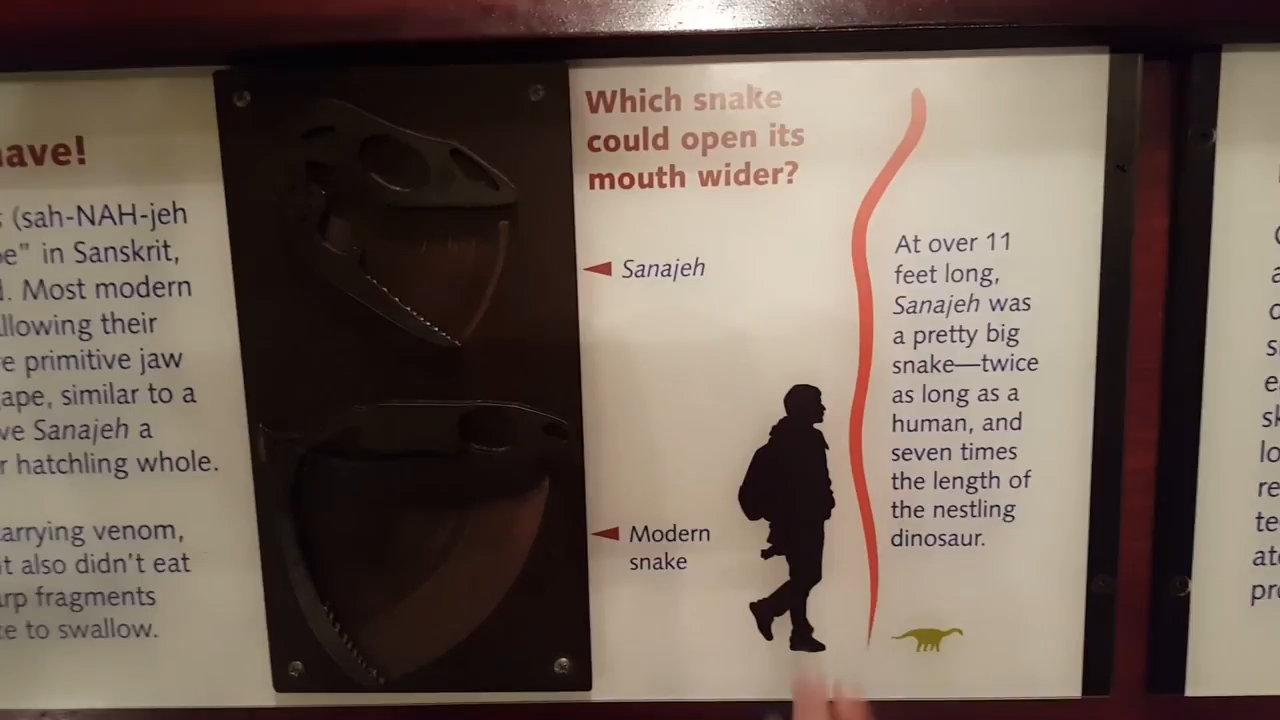 ave!
(sah-NAH-jeh
e" in Sanskrit,
. Most modern
llowing their
e primitive jaw
ape, similar to a
ve Sanajeh a
r hatchling whole.
arrying venom,
t also didn't eat
arp fragments
e to swallow.
Which snake
could open its
mouth wider?
Sanajeh
Modern
snake
At over 11
feet long,
Sanajeh was
a pretty big
snake—twice
as long as a
human, and
seven times
the length of
the nestling
dinosaur.